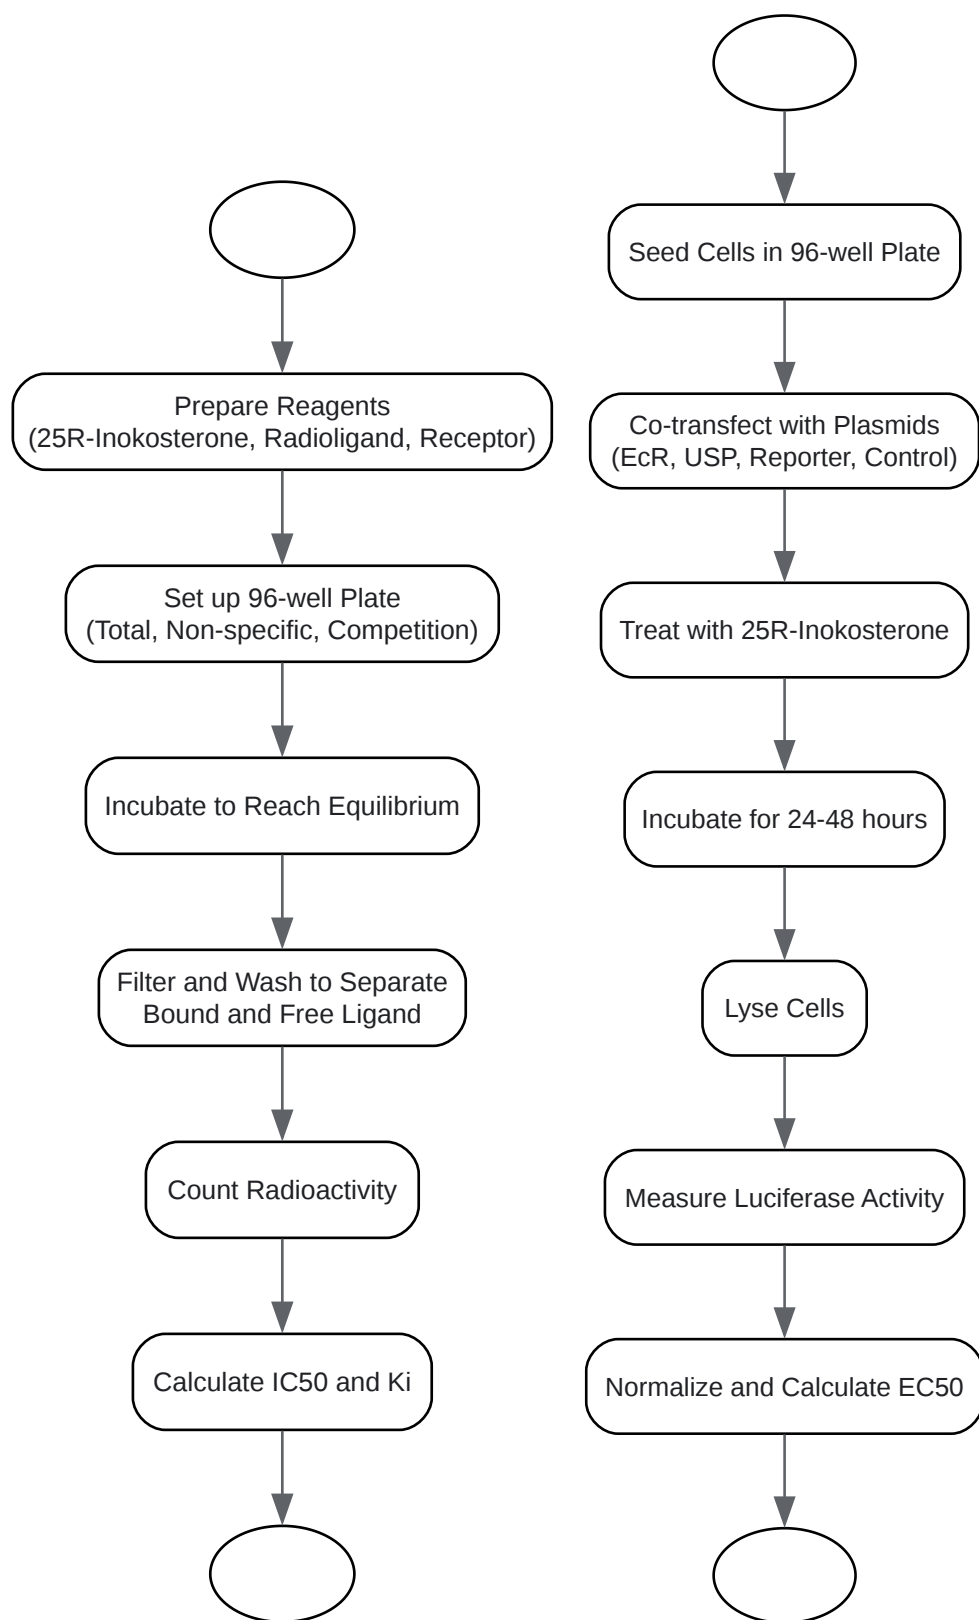 Prepare Reagents
(25R-Inokosterone, Radioligand, Receptor)
Set up 96-well Plate
(Total, Non-specific, Competition)
Incubate to Reach Equilibrium
Filter and Wash to Separate
Bound and Free Ligand
Count Radioactivity
Calculate IC50 and Ki
Seed Cells in 96-well Plate
Co-transfect with Plasmids
(EcR, USP, Reporter, Control)
Treat with 25R-Inokosterone
Incubate for 24-48 hours
Lyse Cells
Measure Luciferase Activity
Normalize and Calculate EC50